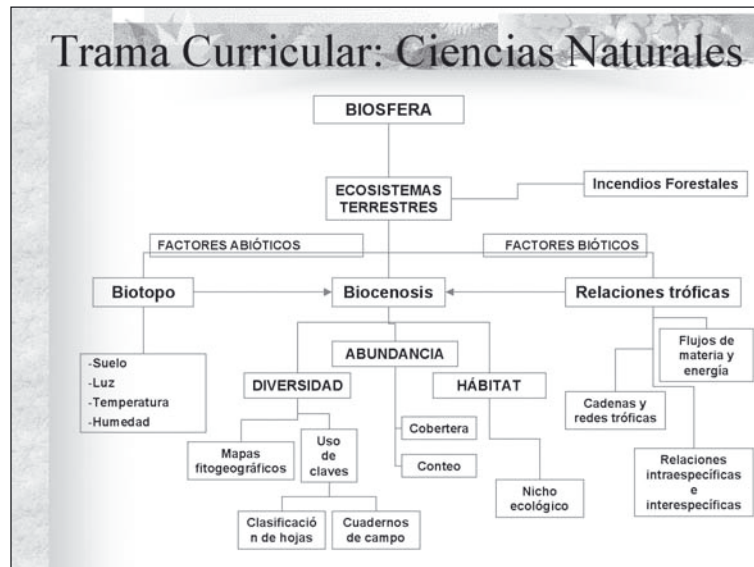 Trama Curricular: Ciencias Naturales
BIOSFERA
ECOSISTEMAS
TERRESTRES
Incendios Forestales
FACTORES ABIÓTICOS
FACTORES BIÓTICOS
Biotopo
Biocenosis
Relaciones tróficas
-Suelo
-Luz
-Temperatura
-Humedad
DIVERSIDAD
ABUNDANCIA
HÁBITAT
Flujos de
materia y
energía
Cadenas y
redes tróficas
Mapas
fitogeográficos
Uso
de
claves
Cobertera
Conteo
Nicho
ecológico
Relaciones
intraespecíficas
e
interespecíficas
Clasificació
n de hojas
Cuadernos
de campo